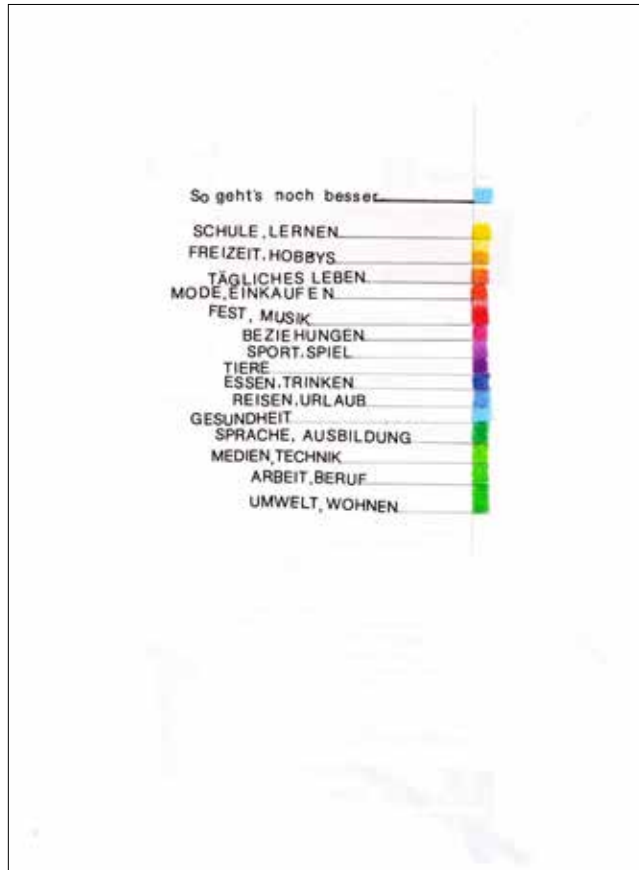 So geht's noch besser
SCHULE, LERNEN
FREIZEIT, HOBBYS
TÄGLICHES LEBEN
MODE, EINKAUFEN
FEST, MUSIK
BEZIEHUNGEN
SPORT, SPIEL
TIERE
ESSEN, TRINKEN
REISEN, URLAUB
GESUNDHEIT
SPRACHE, AUSBILDUNG
MEDIEN, TECHNIK
ARBEIT, BERUF
UMWELT, WOHNEN